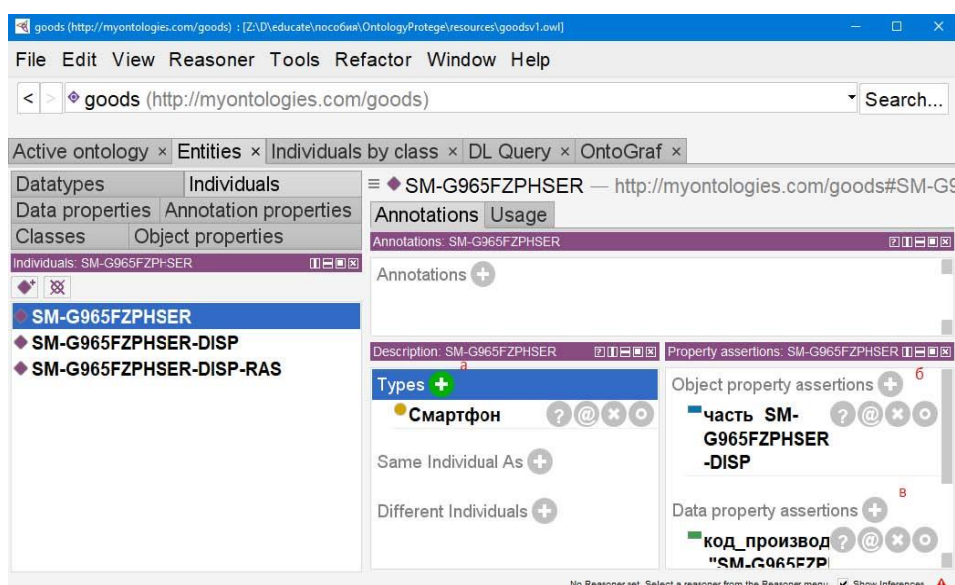 goods (http://myontologies.com/goods) : [Z:\D\educate\пособия\OntologyProtege\resources\goodsv1.owl]
File Edit View Reasoner Tools Refactor Window Help
< > goods (http://myontologies.com/goods) Search...
Active ontology × Entities × Individuals by class × DL Query × OntoGraf ×
Datatypes Individuals
Data properties Annotation properties
Classes Object properties
Individuals: SM-G965FZPHSER
SM-G965FZPHSER
SM-G965FZPHSER-DISP
SM-G965FZPHSER-DISP-RAS
≡ SM-G965FZPHSER — http://myontologies.com/goods#SM-G9
Annotations Usage
Annotations: SM-G965FZPHSER
Annotations
Description: SM-G965FZPHSER
а
Types
Смартфон
Same Individual As
Different Individuals
Property assertions: SM-G965FZPHSER
Object property assertions б
часть SM-
G965FZPHSER
-DISP
в
Data property assertions
код_производ
"SM-G965FZP
No Reasoner set. Select a reasoner from the Reasoner menu Show Inferences